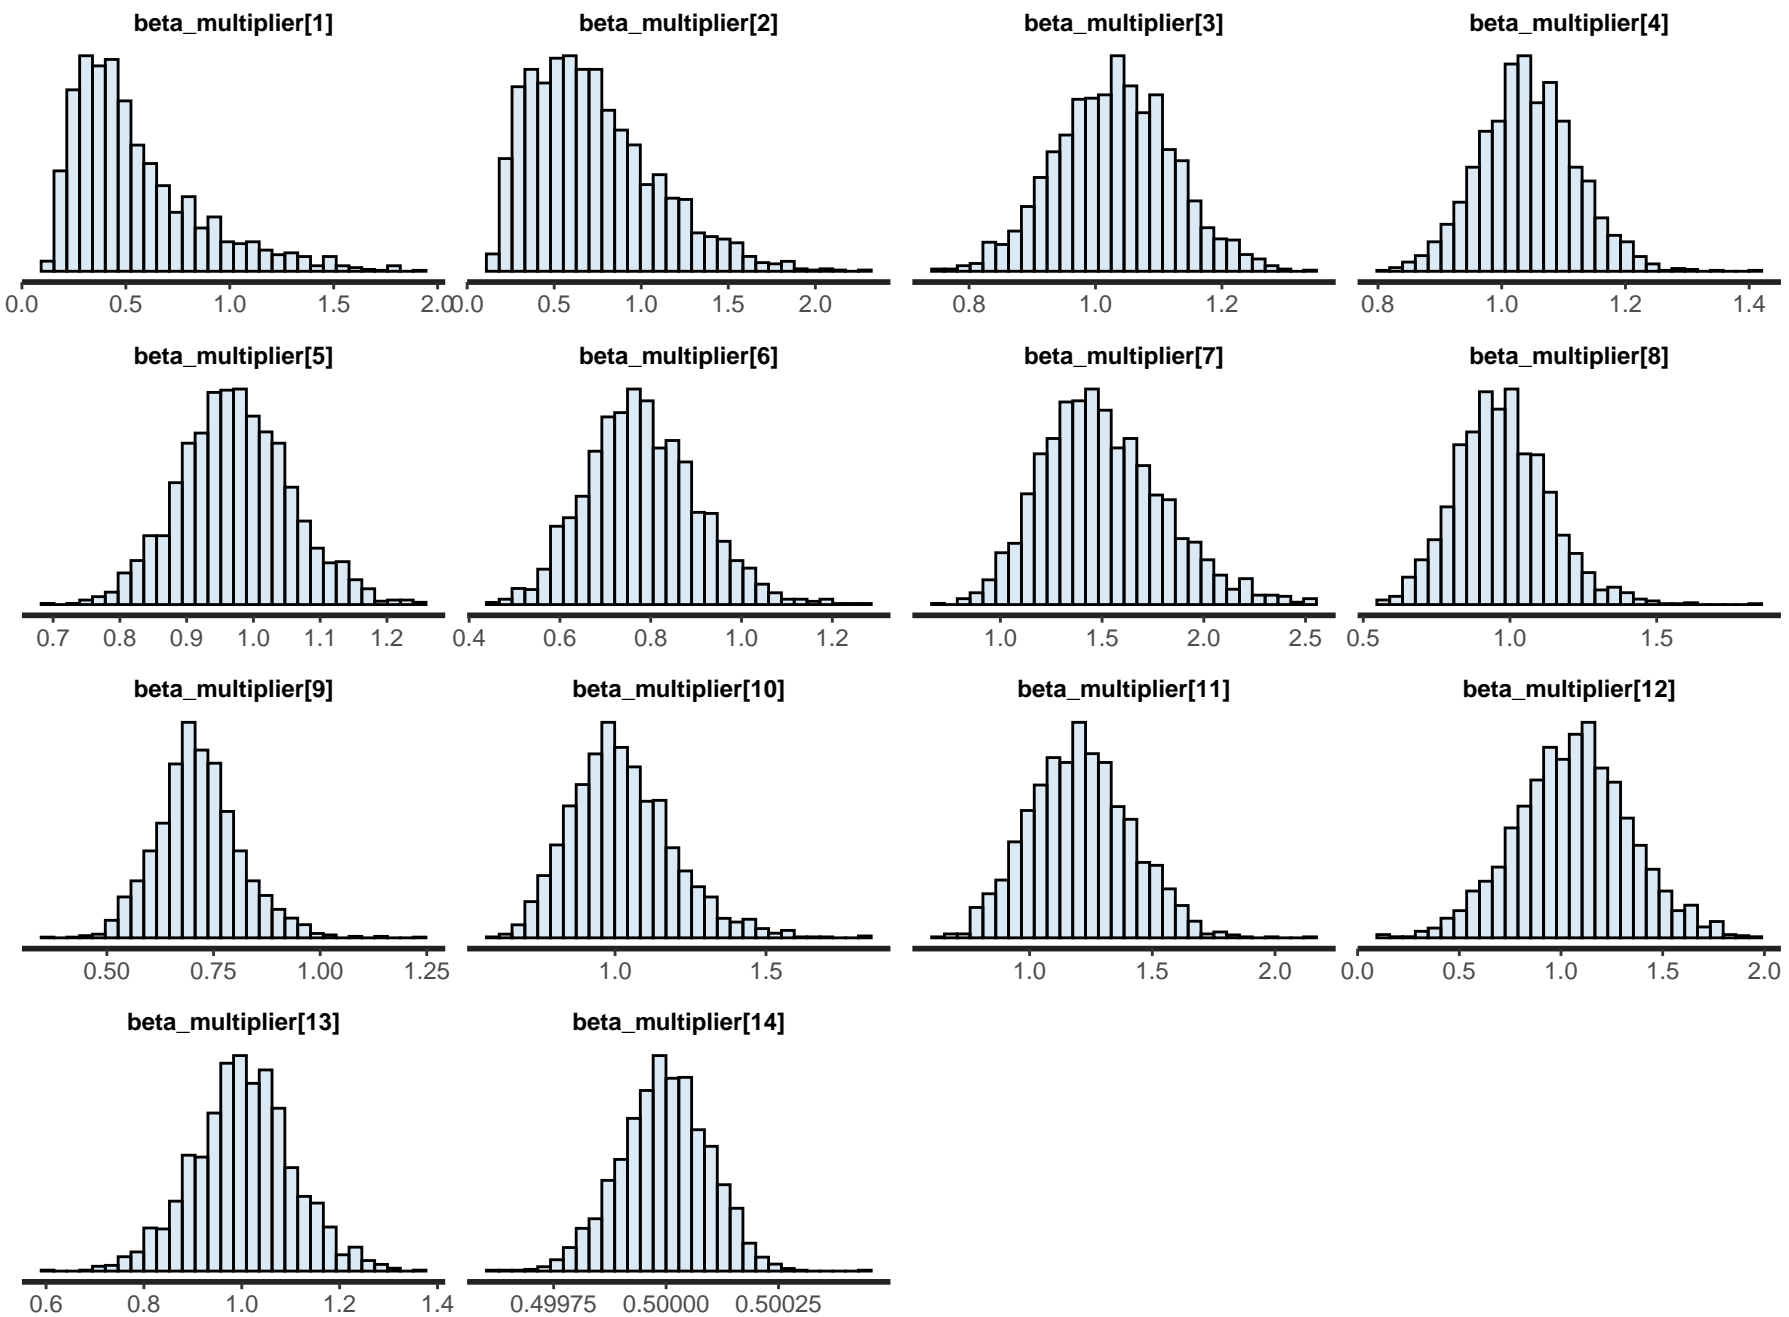 beta_multiplier[1] beta_multiplier[2] beta_multiplier[3] beta_multiplier[4]
0.0 0.5 1.0 1.5 2.0 0.0 0.5 1.0 1.5 2.0 0.8 1.0 1.2 0.8 1.0 1.2 1.4
beta_multiplier[5] beta_multiplier[6] beta_multiplier[7] beta_multiplier[8]
0.7 0.8 0.9 1.0 1.1 1.2 0.4 0.6 0.8 1.0 1.2 1.0 1.5 2.0 2.5 0.5 1.0 1.5
beta_multiplier[9] beta_multiplier[10] beta_multiplier[11] beta_multiplier[12]
0.50 0.75 1.00 1.25 1.0 1.5 1.0 1.5 2.0 0.0 0.5 1.0 1.5 2.0
beta_multiplier[13] beta_multiplier[14]
0.6 0.8 1.0 1.2 1.4 0.49975 0.50000 0.50025